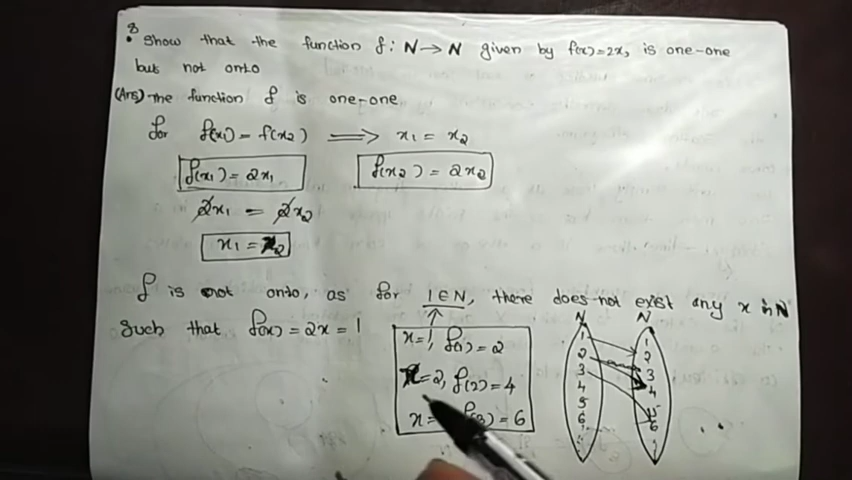 8. Show that the function f: N → N given by f(x)=2x, is one-one
but not onto
(Ans) The function f is one-one
for f(x1) = f(x2) ⟹ x1 = x2
f(x1) = 2x1
f(x2) = 2x2
2x1 = 2x2
x1 = x2
f is not onto, as for 1∈N, there does not exist any x in N
such that f(x) = 2x = 1
x=1, f(1) = 2
x=2, f(2) = 4
x= f(3) = 6
N
1
2
3
4
5
6
N
1
2
3
4
5
6